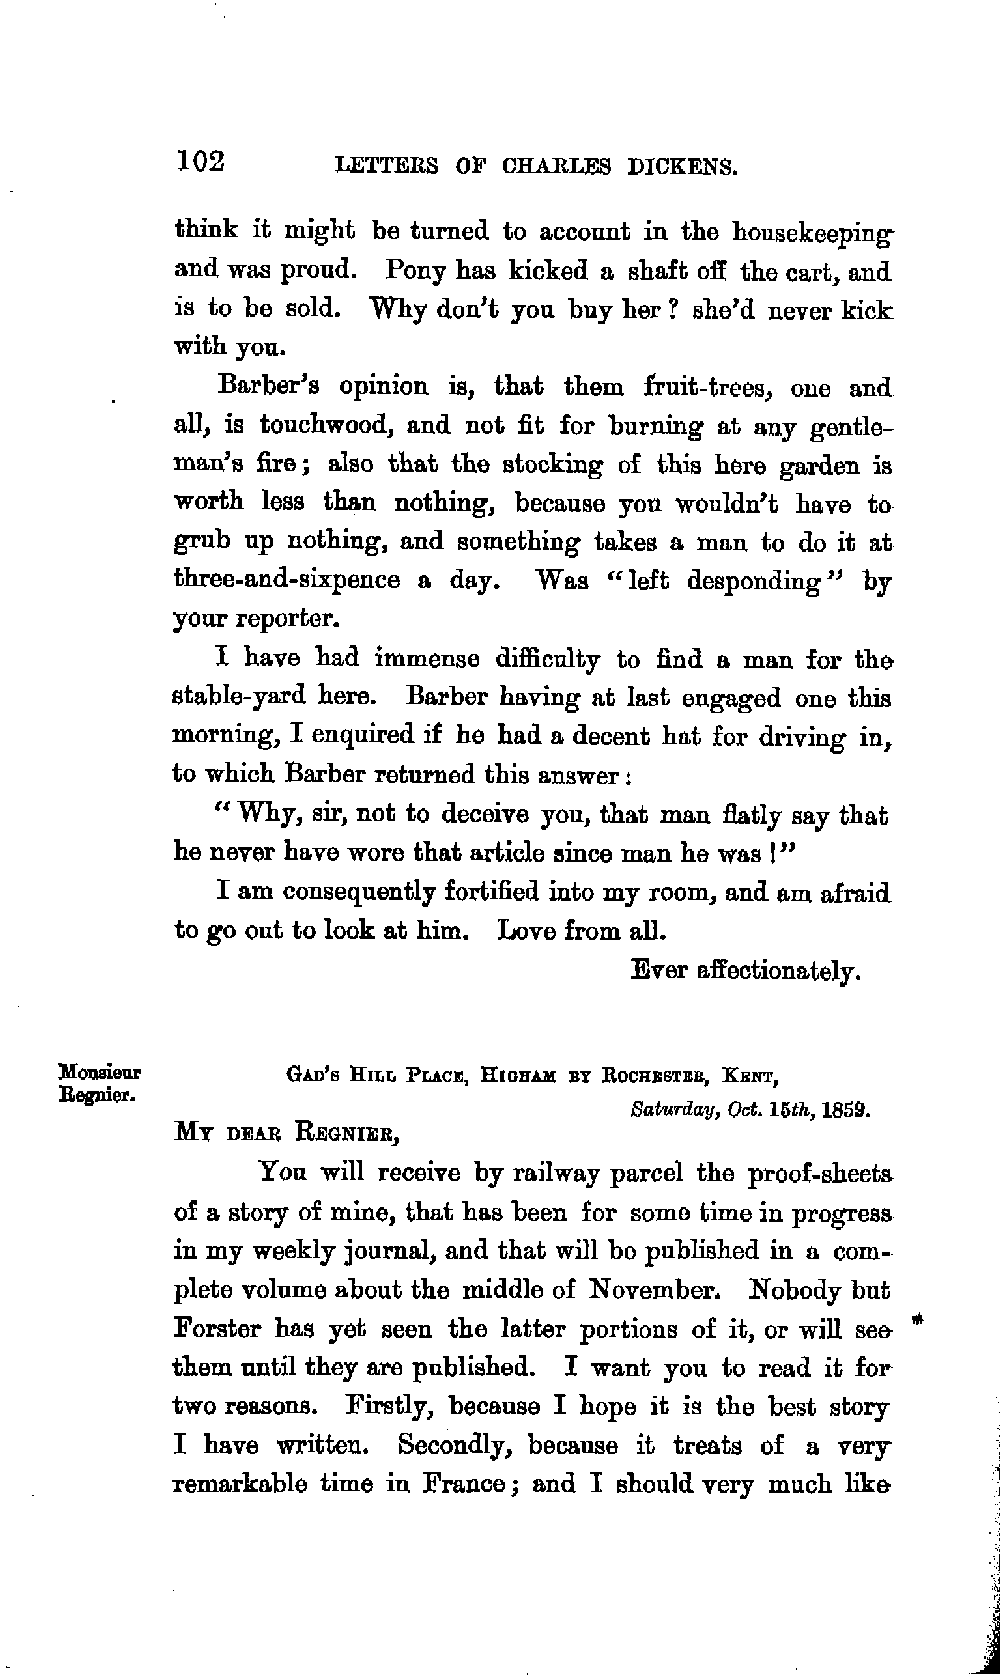 102 LETTERS OF CHARLES DICKENS.
think it might be turned to account in the housekeeping
and was proud. Pony has kicked a shaft off the cart, and
is to be sold. Why don't you buy her? she'd never kick
with you.
Barber's opinion is, that them fruit-trees, one and
all, is touchwood, and not fit for burning at any gentle-
man's fire; also that the stocking of this here garden is
worth less than nothing, because you wouldn't have to
grub up nothing, and something takes a man to do it at
three-and-sixpence a day. Was "left desponding" by
your reporter.
I have had immense difficulty to find a man for the
stable-yard here. Barber having at last engaged one this
morning, I enquired if he had a decent hat for driving in,
to which Barber returned this answer:
"Why, sir, not to deceive you, that man flatly say that
he never have wore that article since man he was!"
I am consequently fortified into my room, and am afraid
to go out to look at him. Love from all.
Ever affectionately.
Monsieur
Regnier.
GAD'S HILL PLACE, HIGHAM BY ROCHESTER, KENT,
Saturday, Oct. 15th, 1859.
MY DEAR REGNIER,
You will receive by railway parcel the proof-sheets
of a story of mine, that has been for some time in progress
in my weekly journal, and that will be published in a com-
plete volume about the middle of November. Nobody but
Forster has yet seen the latter portions of it, or will see *
them until they are published. I want you to read it for
two reasons. Firstly, because I hope it is the best story
I have written. Secondly, because it treats of a very
remarkable time in France; and I should very much like